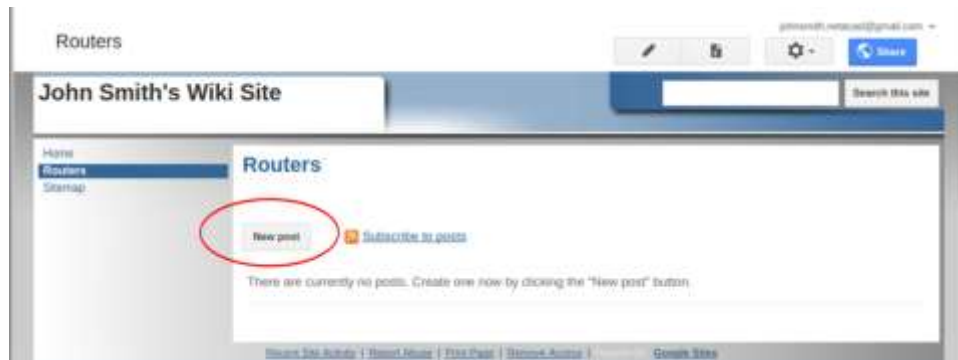 Routers
Share
John Smith's Wiki Site
Search this site
Home
Routers
Sitemap
Routers
New post
Subscribe to posts
There are currently no posts. Create one now by clicking the "New post" button.
Recent Site Activity | Report Abuse | Print Page | Remove Access | Google Sites